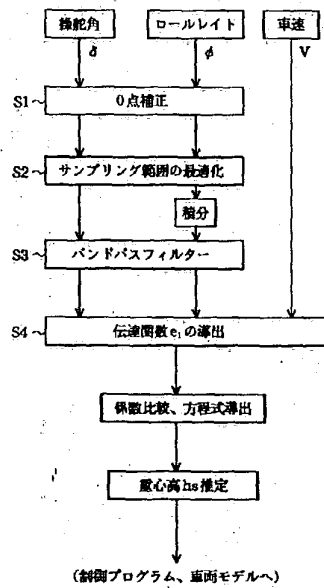 操舵角 ロールレイト 車速
δ φ V
S1～ 0点補正
S2～ サンプリング範囲の最適化
積分
S3～ バンドパスフィルター
S4～ 伝達関数e₁の導出
係数比較、方程式導出
重心高hs推定
(制御プログラム、車両モデルへ)